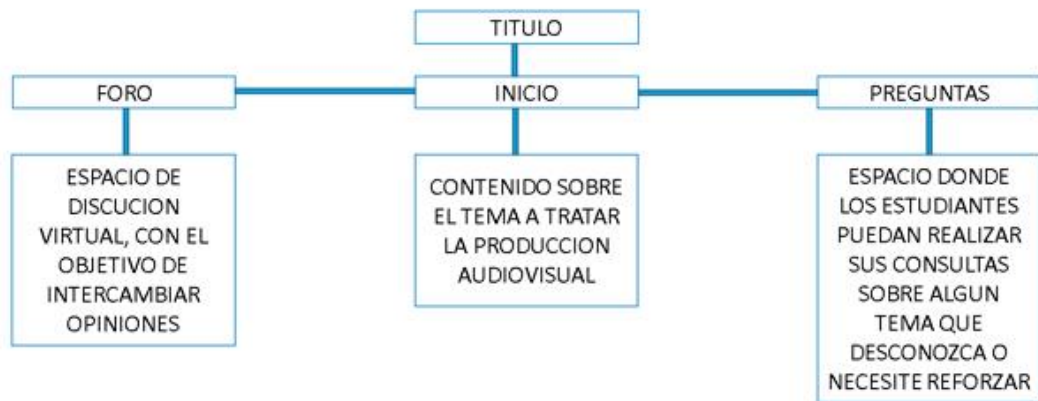 TITULO
FORO
INICIO
PREGUNTAS
ESPACIO DE
DISCUCION
VIRTUAL, CON EL
OBJETIVO DE
INTERCAMBIAR
OPINIONES
CONTENIDO SOBRE
EL TEMA A TRATAR
LA PRODUCCION
AUDIOVISUAL
ESPACIO DONDE
LOS ESTUDIANTES
PUEDAN REALIZAR
SUS CONSULTAS
SOBRE ALGUN
TEMA QUE
DESCONOZCA O
NECESITE REFORZAR